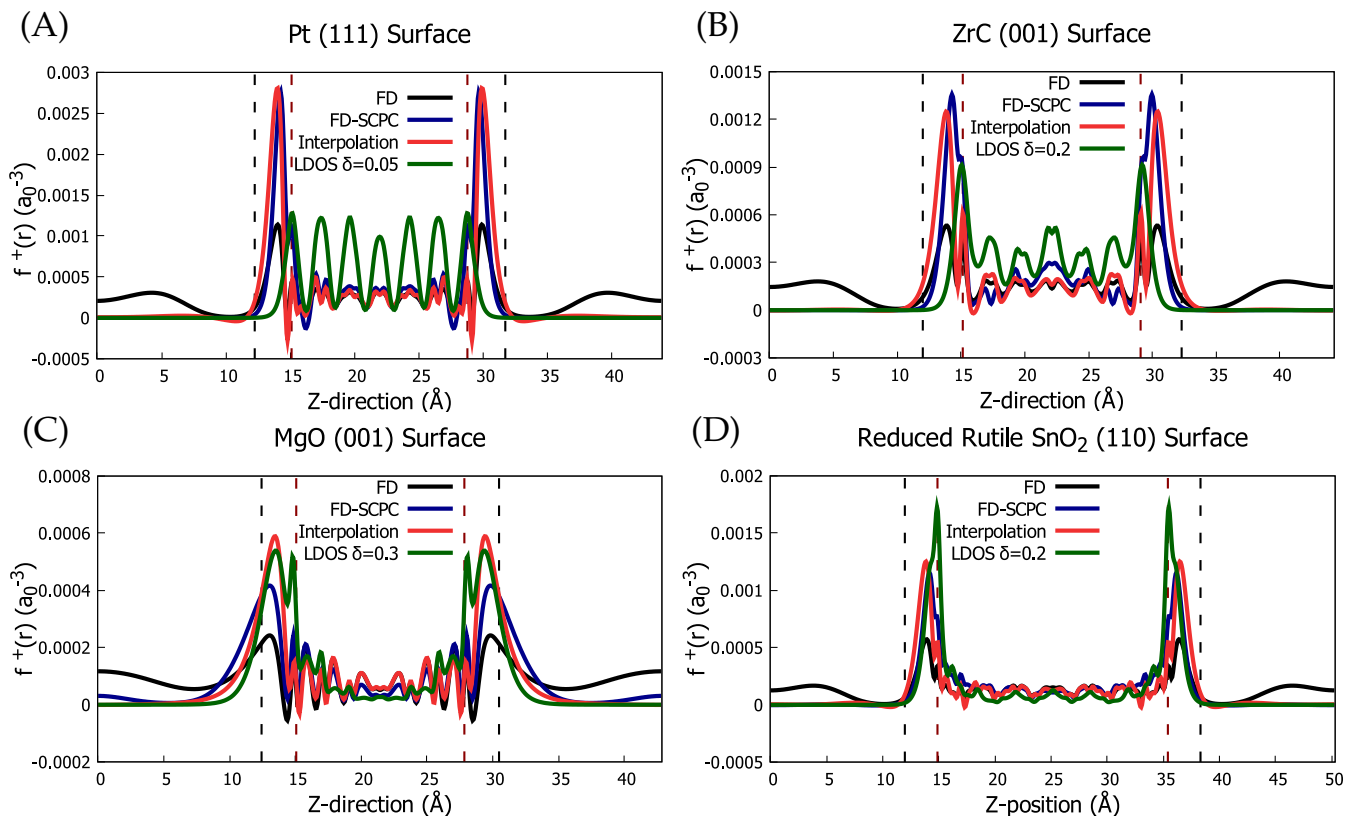 (A)
Pt (111) Surface
f⁺(r) (a₀⁻³)
0.003
0.0025
0.002
0.0015
0.001
0.0005
0
-0.0005
FD
FD-SCPC
Interpolation
LDOS δ=0.05
0 5 10 15 20 25 30 35 40
Z-direction (Å)
(B)
ZrC (001) Surface
f⁺(r) (a₀⁻³)
0.0015
0.0012
0.0009
0.0006
0.0003
0
-0.0003
FD
FD-SCPC
Interpolation
LDOS δ=0.2
0 5 10 15 20 25 30 35 40
Z-direction (Å)
(C)
MgO (001) Surface
f⁺(r) (a₀⁻³)
0.0008
0.0006
0.0004
0.0002
0
-0.0002
FD
FD-SCPC
Interpolation
LDOS δ=0.3
0 5 10 15 20 25 30 35 40
Z-direction (Å)
(D)
Reduced Rutile SnO₂ (110) Surface
f⁺(r) (a₀⁻³)
0.002
0.0015
0.001
0.0005
0
-0.0005
FD
FD-SCPC
Interpolation
LDOS δ=0.2
0 5 10 15 20 25 30 35 40 45 50
Z-position (Å)